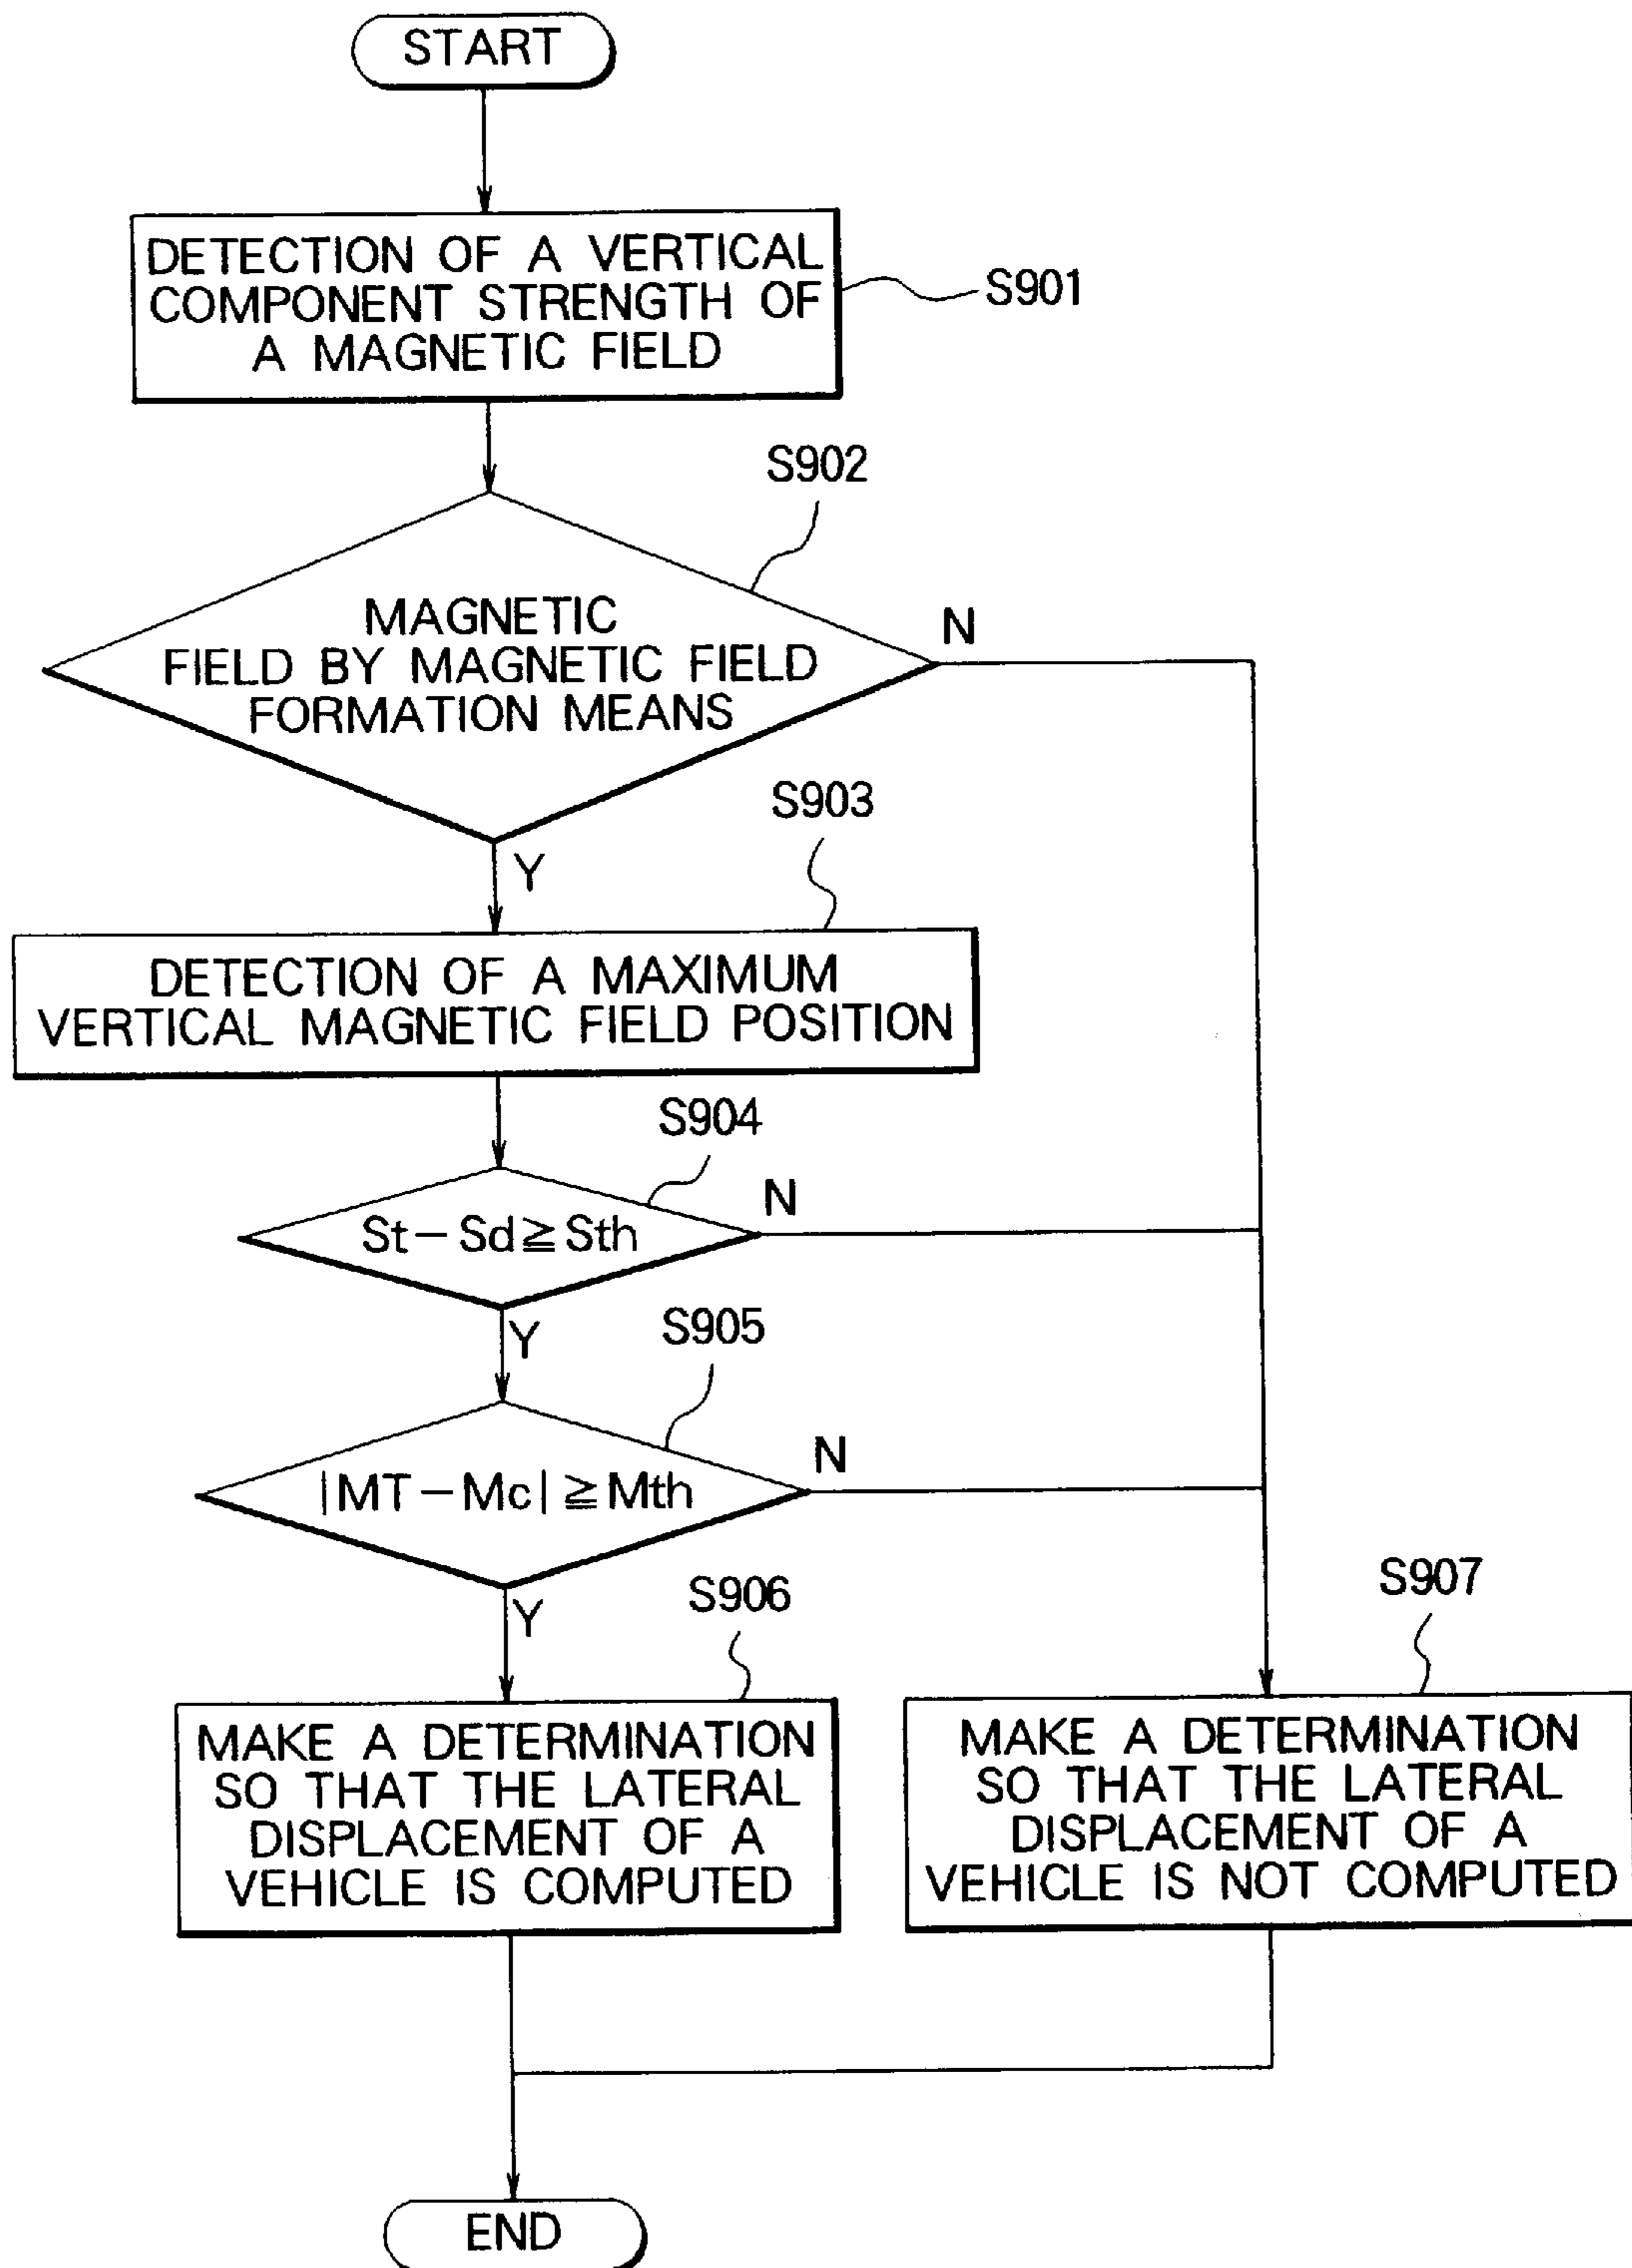 START
DETECTION OF A VERTICAL
COMPONENT STRENGTH OF
A MAGNETIC FIELD
S901
S902
MAGNETIC
FIELD BY MAGNETIC FIELD
FORMATION MEANS
N
Y
S903
DETECTION OF A MAXIMUM
VERTICAL MAGNETIC FIELD POSITION
S904
St－Sd≧Sth
N
Y
S905
|MT－Mc|≧Mth
N
Y
S906
MAKE A DETERMINATION
SO THAT THE LATERAL
DISPLACEMENT OF A
VEHICLE IS COMPUTED
S907
MAKE A DETERMINATION
SO THAT THE LATERAL
DISPLACEMENT OF A
VEHICLE IS NOT COMPUTED
END